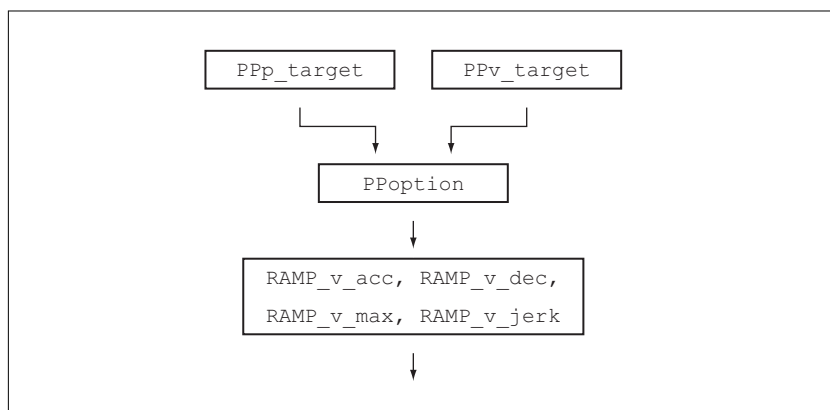 PPp_target PPv_target
PPoption
RAMP_v_acc, RAMP_v_dec,
RAMP_v_max, RAMP_v_jerk